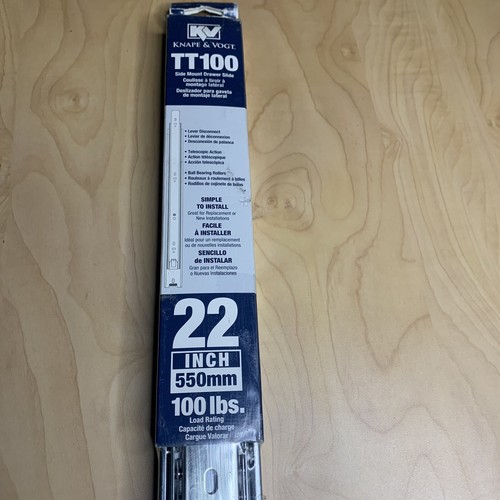 KV
KNAPE & VOGT.
TT100
Side Mount Drawer Slide
Coulisse à tiroir à
montage latéral
Deslizador para gaveta
de montaje lateral
• Lever Disconnect
• Levier de déconnexion
• Desconexión de palanca
• Telescopic Action
• Action télescopique
• Acción telescópica
• Ball Bearing Rollers
• Rouleaux à roulement à billes
• Rodillos de cojinete de bolas
SIMPLE
TO INSTALL
Great for Replacement or
New Installations
FACILE
À INSTALLER
Idéal pour un remplacement
ou de nouvelles installations
SENCILLO
de INSTALAR
Gran para el Reemplazo
o Nuevas Instalaciones
22
INCH
550mm
100 lbs.
Load Rating
Capacité de charge
Cargue Valorar